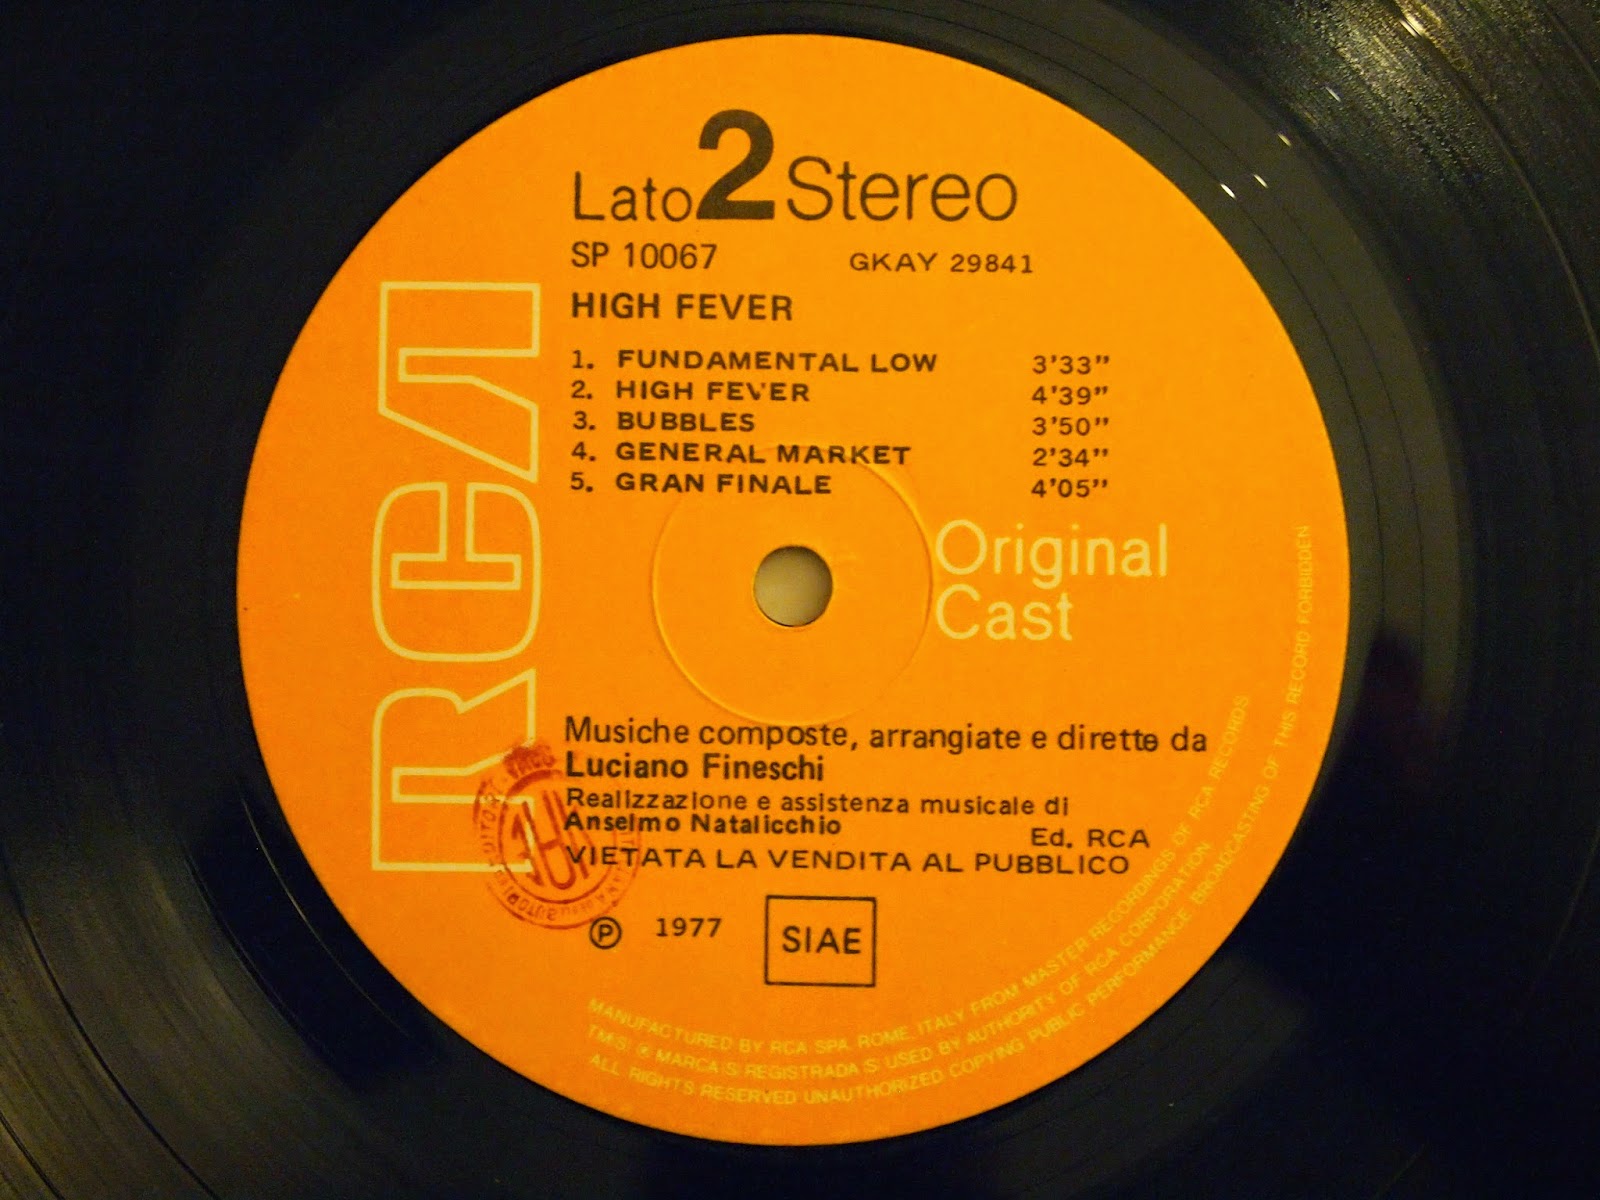 Lato 2 Stereo
SP 10067 GKAY 29841
HIGH FEVER
1. FUNDAMENTAL LOW 3'33"
2. HIGH FEVER 4'39"
3. BUBBLES 3'50"
4. GENERAL MARKET 2'34"
5. GRAN FINALE 4'05"
RCA
Original
Cast
Musiche composte, arrangiate e dirette da
Luciano Fineschi
Realizzazione e assistenza musicale di
Anselmo Natalicchio
Ed. RCA
VIETATA LA VENDITA AL PUBBLICO
℗ 1977 SIAE
MANUFACTURED BY RCA SPA. ROME, ITALY FROM MASTER RECORDINGS OF RCA RECORDS
TM(S) ® MARCA(S) REGISTRADA(S) USED BY AUTHORITY OF RCA CORPORATION
ALL RIGHTS RESERVED UNAUTHORIZED COPYING PUBLIC PERFORMANCE BROADCASTING OF THIS RECORD FORBIDDEN